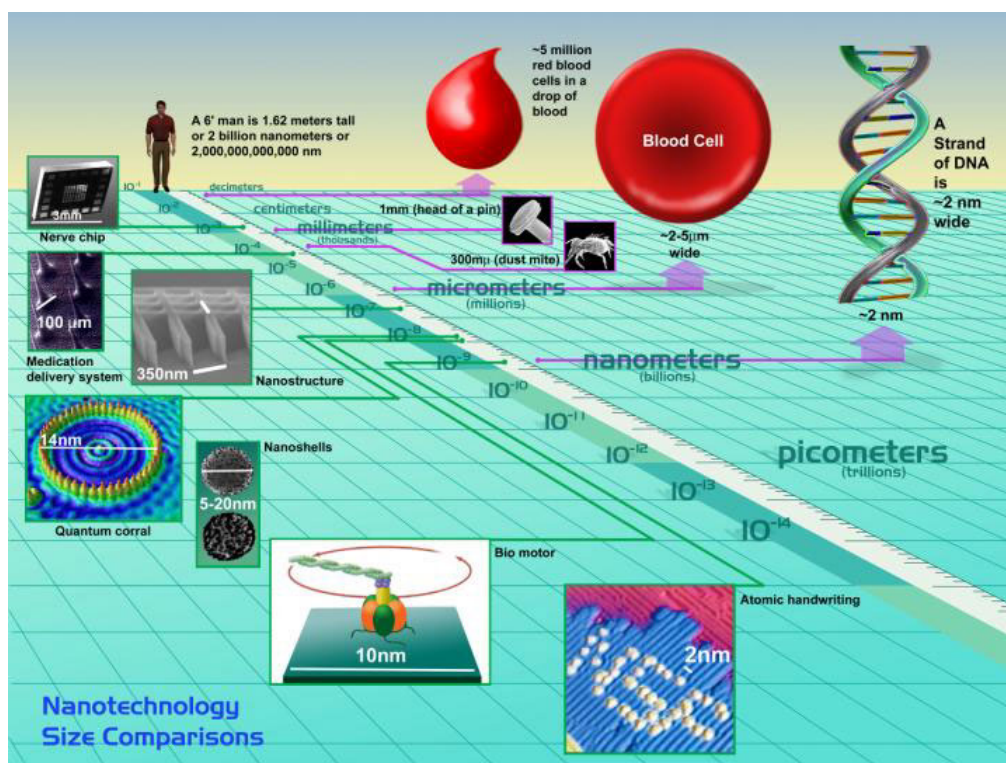 A 6' man is 1.62 meters tall
or 2 billion nanometers or
2,000,000,000,000 nm
~5 million
red blood
cells in a
drop of
blood
Blood Cell
A
Strand
of DNA
is
~2 nm
wide
3mm
Nerve chip
10-1
decimeters
10-2
centimeters
1mm (head of a pin)
10-3
millimeters
(thousands)
10-4
300mµ (dust mite)
~2-5µm
wide
10-5
10-6
micrometers
(millions)
10-7
100 µm
Medication
delivery system
350nm
Nanostructure
~2 nm
10-8
10-9
nanometers
(billions)
10-10
10-11
14nm
Quantum corral
Nanoshells
5-20nm
10-12
picometers
(trillions)
10-13
10-14
Bio motor
10nm
Atomic handwriting
2nm
Nanotechnology
Size Comparisons